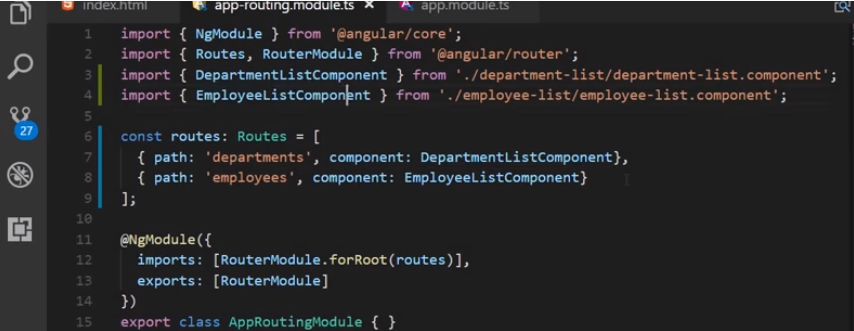 index.html app-routing.module.ts × app.module.ts
1 import { NgModule } from '@angular/core';
2 import { Routes, RouterModule } from '@angular/router';
3 import { DepartmentListComponent } from './department-list/department-list.component';
4 import { EmployeeListComponent } from './employee-list/employee-list.component';
5
6 const routes: Routes = [
7 { path: 'departments', component: DepartmentListComponent},
8 { path: 'employees', component: EmployeeListComponent}
9 ];
10
11 @NgModule({
12 imports: [RouterModule.forRoot(routes)],
13 exports: [RouterModule]
14 })
15 export class AppRoutingModule { }
27